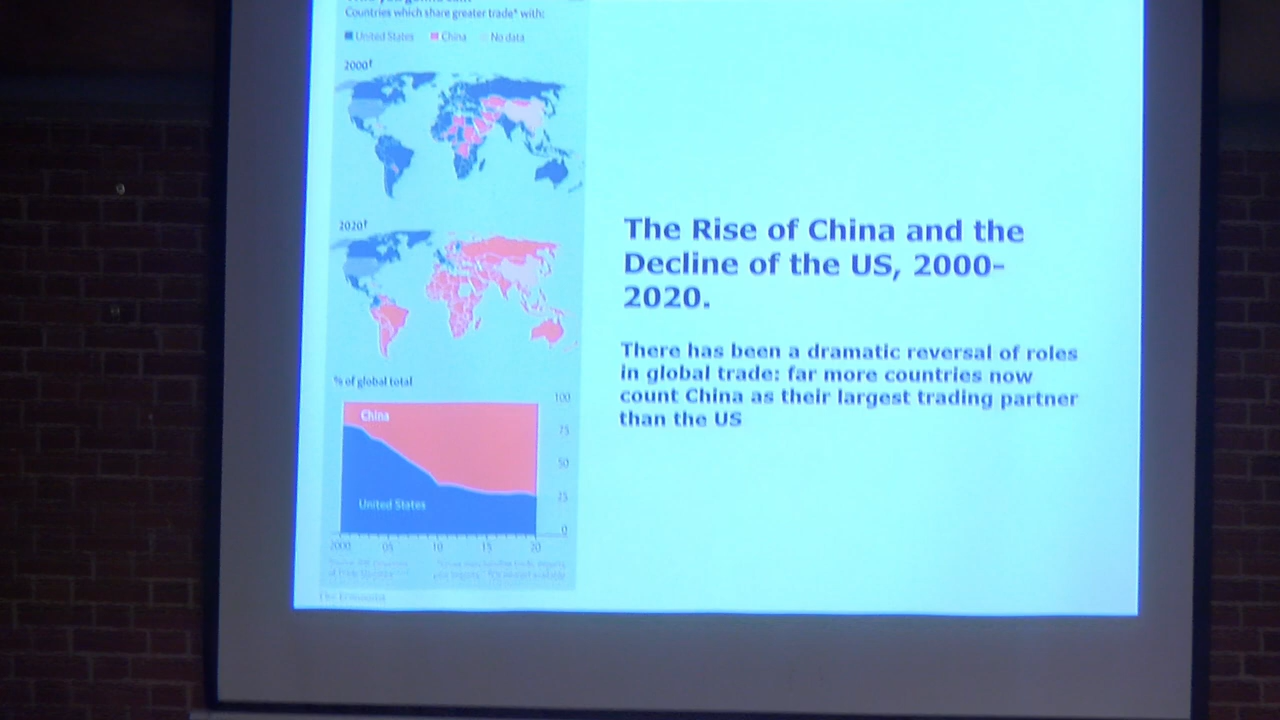 Countries which share greater trade* with:
United States China No data
2000†
2020†
% of global total
100
China
75
50
United States
25
0
2000 05 10 15 20
The Economist
The Rise of China and the
Decline of the US, 2000-
2020.
There has been a dramatic reversal of roles
in global trade: far more countries now
count China as their largest trading partner
than the US